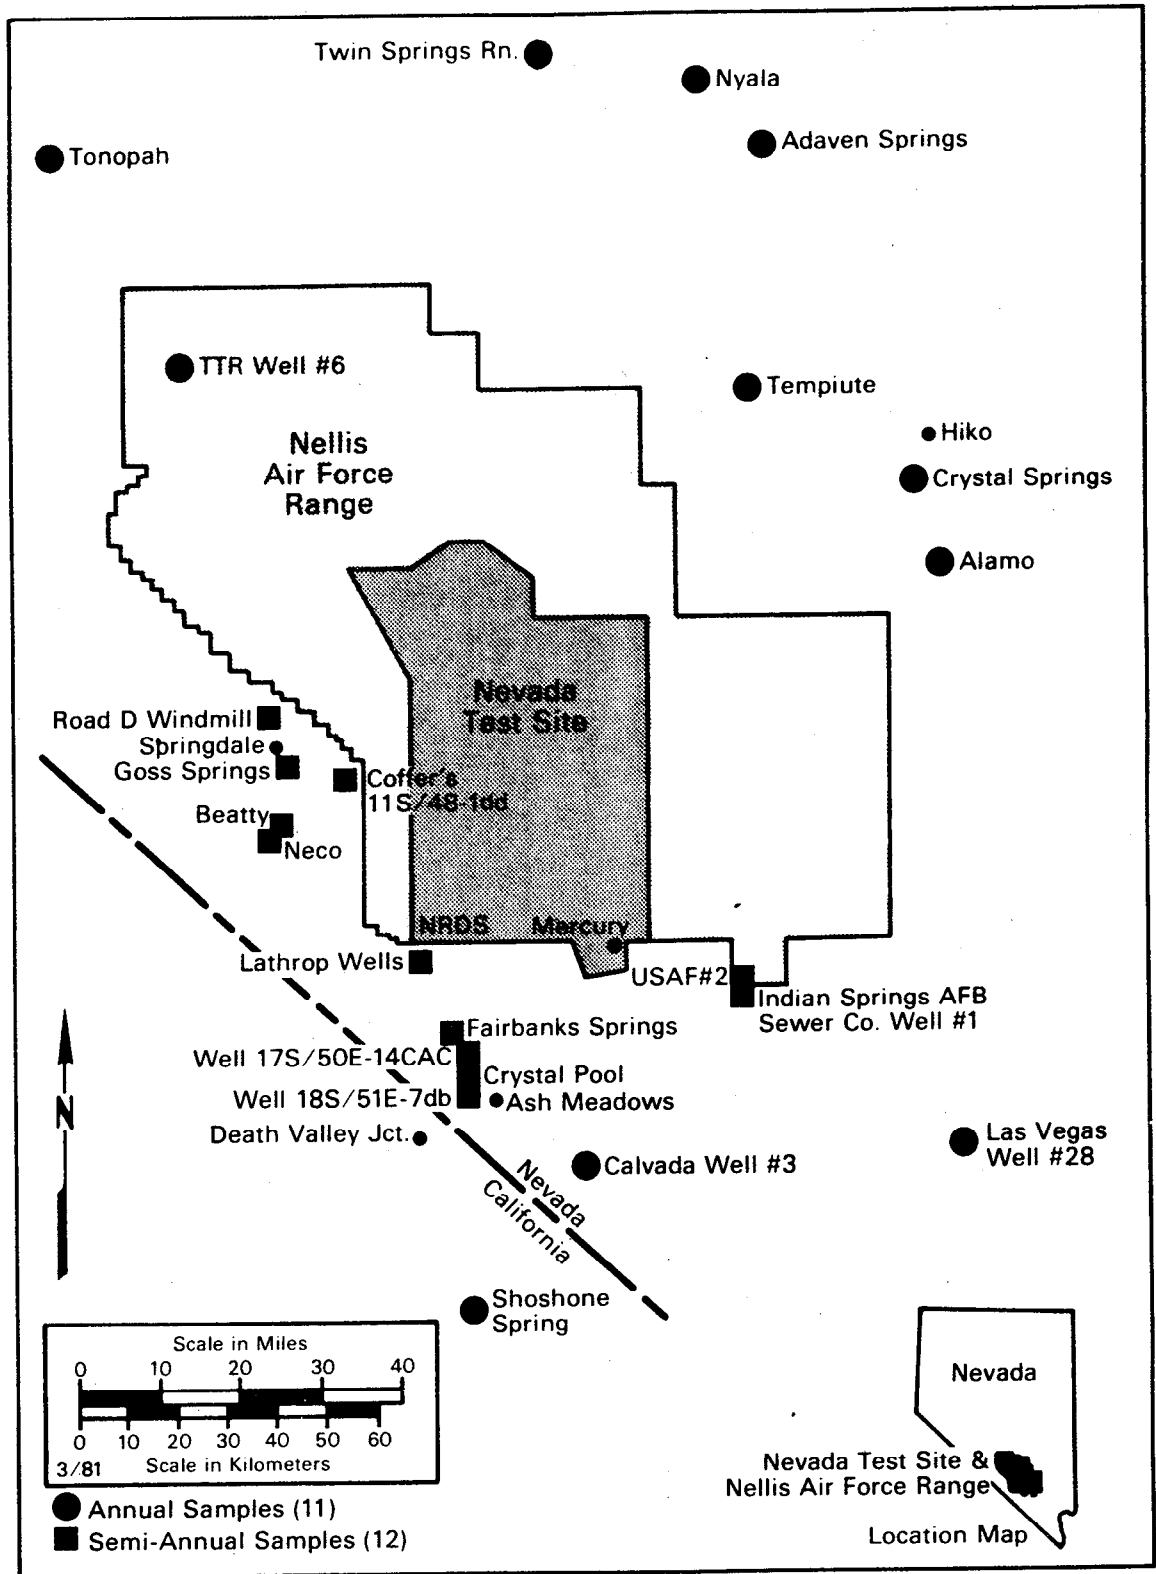 Twin Springs Rn.
Nyala
Adaven Springs
Tonopah
TTR Well #6
Tempiute
Nellis
Air Force
Range
Hiko
Crystal Springs
Alamo
Nevada
Test Site
Road D Windmill
Springdale
Goss Springs
Coffer's
11S/48-1dd
Beatty
Neco
NRDS
Mercury
Lathrop Wells
USAF#2
Indian Springs AFB
Sewer Co. Well #1
Fairbanks Springs
Well 17S/50E-14CAC
Crystal Pool
Well 18S/51E-7db
Ash Meadows
Death Valley Jct.
Las Vegas
Well #28
Calvada Well #3
Nevada
California
N
Shoshone
Spring
Scale in Miles
0 10 20 30 40
0 10 20 30 40 50 60
3/81 Scale in Kilometers
Annual Samples (11)
Semi-Annual Samples (12)
Nevada
Nevada Test Site &
Nellis Air Force Range
Location Map